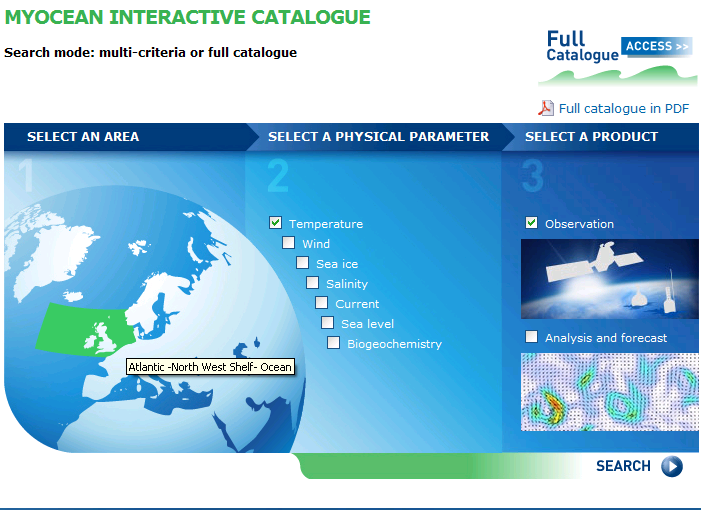 MYOCEAN INTERACTIVE CATALOGUE
Search mode: multi-criteria or full catalogue
Full
Catalogue
ACCESS >>
Full catalogue in PDF
SELECT AN AREA
SELECT A PHYSICAL PARAMETER
SELECT A PRODUCT
1
2
3
Temperature
Wind
Sea ice
Salinity
Current
Sea level
Biogeochemistry
Observation
Analysis and forecast
Atlantic -North West Shelf- Ocean
SEARCH